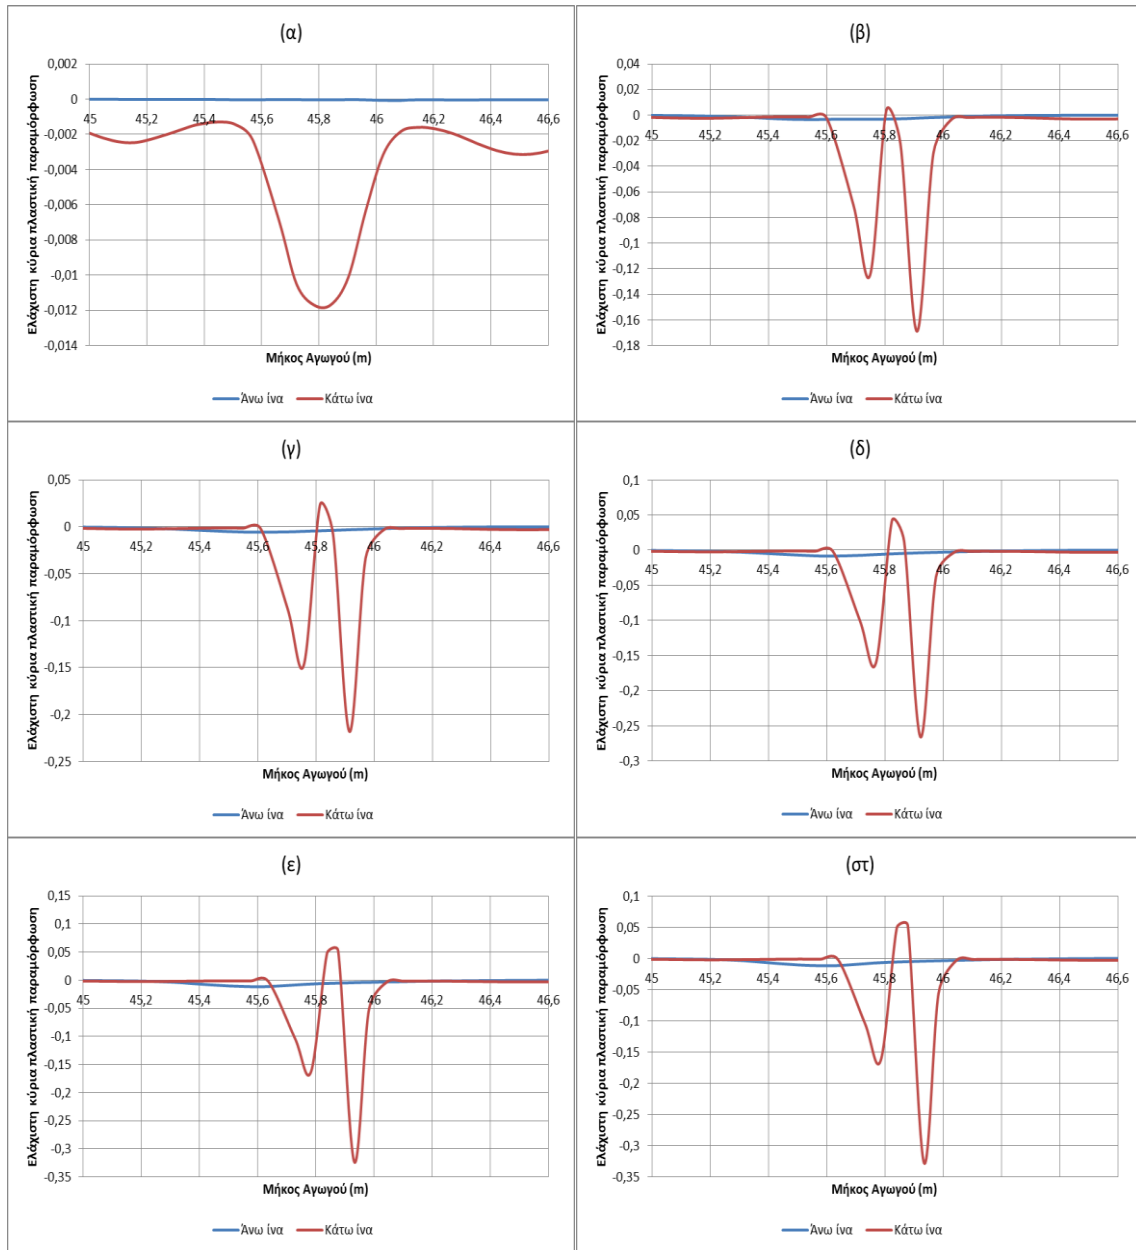 (α)
Ελάχιστη κύρια πλαστική παραμόρφωση
0,002
0
-0,002
-0,004
-0,006
-0,008
-0,01
-0,012
-0,014
45 45,2 45,4 45,6 45,8 46 46,2 46,4 46,6
Μήκος Αγωγού (m)
Άνω ίνα Κάτω ίνα
(β)
Ελάχιστη κύρια πλαστική παραμόρφωση
0,04
0,02
0
-0,02
-0,04
-0,06
-0,08
-0,1
-0,12
-0,14
-0,16
-0,18
45 45,2 45,4 45,6 45,8 46 46,2 46,4 46,6
Μήκος Αγωγού (m)
Άνω ίνα Κάτω ίνα
(γ)
Ελάχιστη κύρια πλαστική παραμόρφωση
0,05
0
-0,05
-0,1
-0,15
-0,2
-0,25
45 45,2 45,4 45,6 45,8 46 46,2 46,4 46,6
Μήκος Αγωγού (m)
Άνω ίνα Κάτω ίνα
(δ)
Ελάχιστη κύρια πλαστική παραμόρφωση
0,1
0,05
0
-0,05
-0,1
-0,15
-0,2
-0,25
-0,3
45 45,2 45,4 45,6 45,8 46 46,2 46,4 46,6
Μήκος Αγωγού (m)
Άνω ίνα Κάτω ίνα
(ε)
Ελάχιστη κύρια πλαστική παραμόρφωση
0,15
0,1
0,05
0
-0,05
-0,1
-0,15
-0,2
-0,25
-0,3
-0,35
45 45,2 45,4 45,6 45,8 46 46,2 46,4 46,6
Μήκος Αγωγού (m)
Άνω ίνα Κάτω ίνα
(στ)
Ελάχιστη κύρια πλαστική παραμόρφωση
0,1
0,05
0
-0,05
-0,1
-0,15
-0,2
-0,25
-0,3
-0,35
45 45,2 45,4 45,6 45,8 46 46,2 46,4 46,6
Μήκος Αγωγού (m)
Άνω ίνα Κάτω ίνα